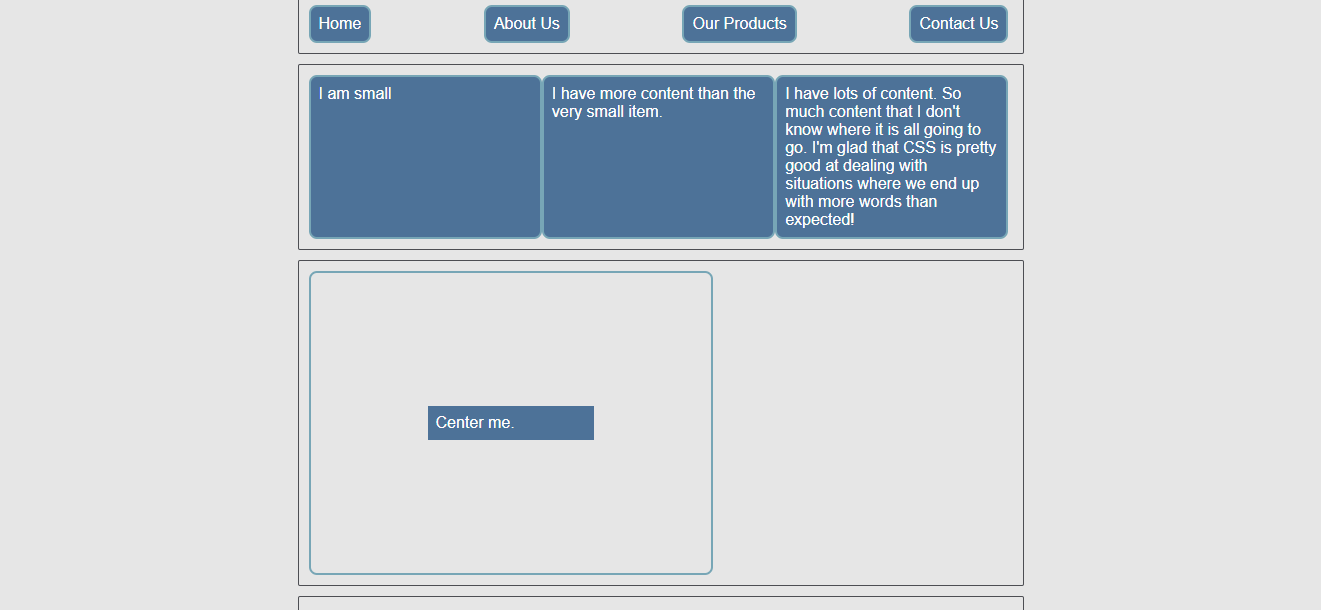 Home
About Us
Our Products
Contact Us
I am small
I have more content than the
very small item.
I have lots of content. So
much content that I don't
know where it is all going to
go. I'm glad that CSS is pretty
good at dealing with
situations where we end up
with more words than
expected!
Center me.